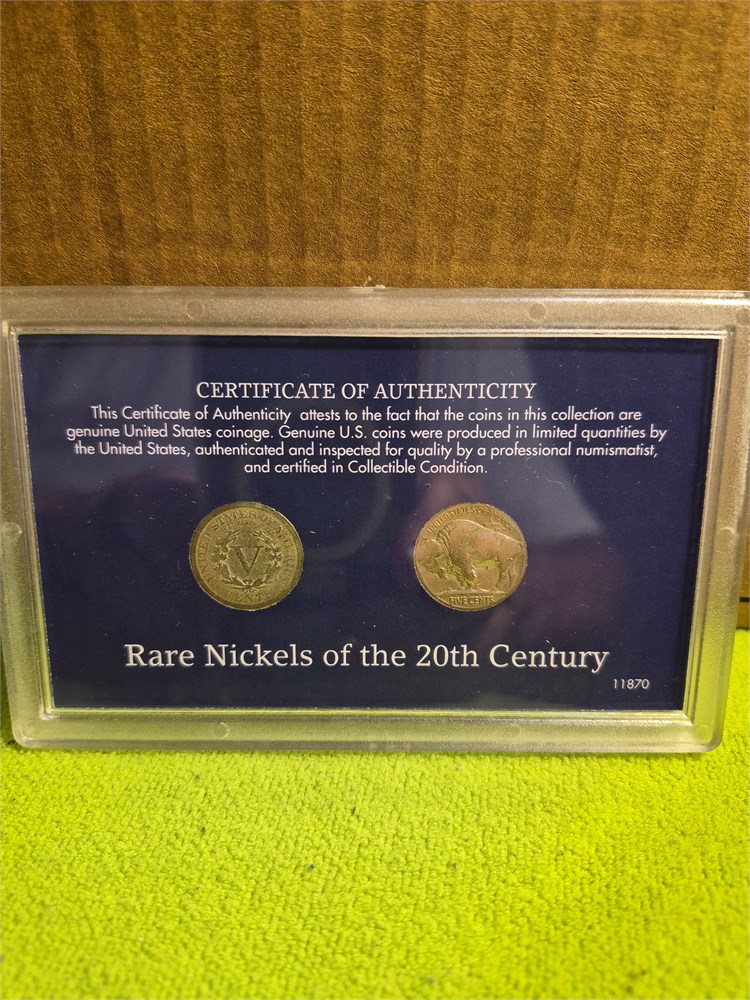 CERTIFICATE OF AUTHENTICITY
This Certificate of Authenticity attests to the fact that the coins in this collection are
genuine United States coinage. Genuine U.S. coins were produced in limited quantities by
the United States, authenticated and inspected for quality by a professional numismatist,
and certified in Collectible Condition.
V
FIVE CENTS
Rare Nickels of the 20th Century
11870